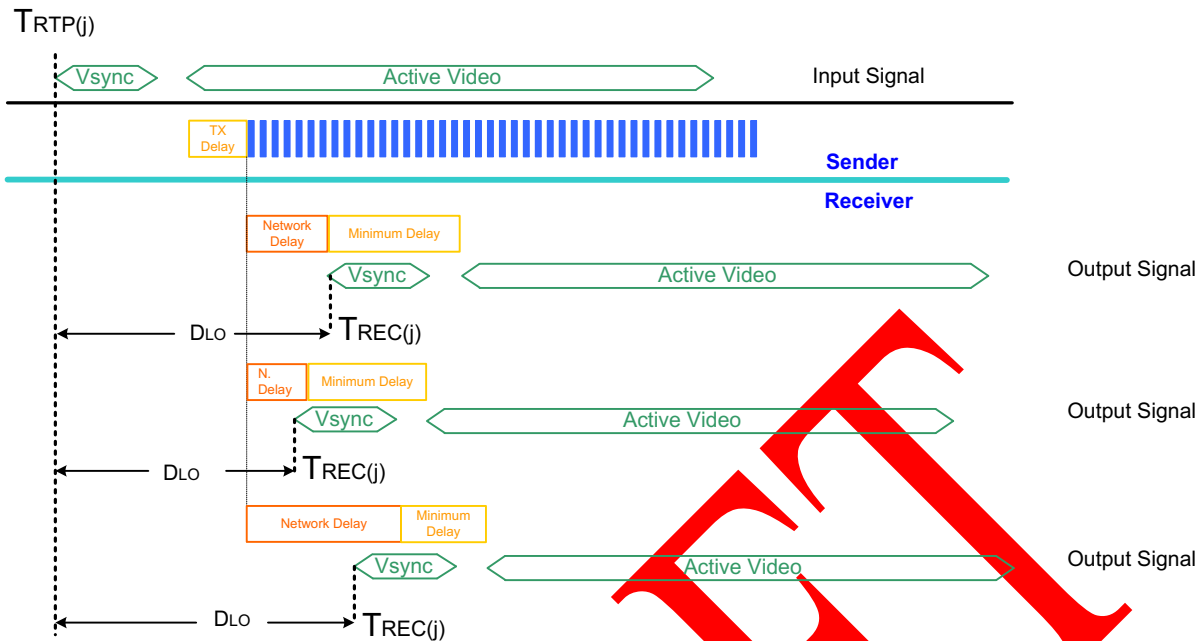 TRTP(j)
Vsync
Active Video
Input Signal
TX
Delay
Sender
Receiver
Network
Delay
Minimum Delay
Vsync
Active Video
Output Signal
DLO
TREC(j)
N.
Delay
Minimum Delay
Vsync
Active Video
Output Signal
DLO
TREC(j)
Network Delay
Minimum
Delay
Vsync
Active Video
Output Signal
DLO
TREC(j)